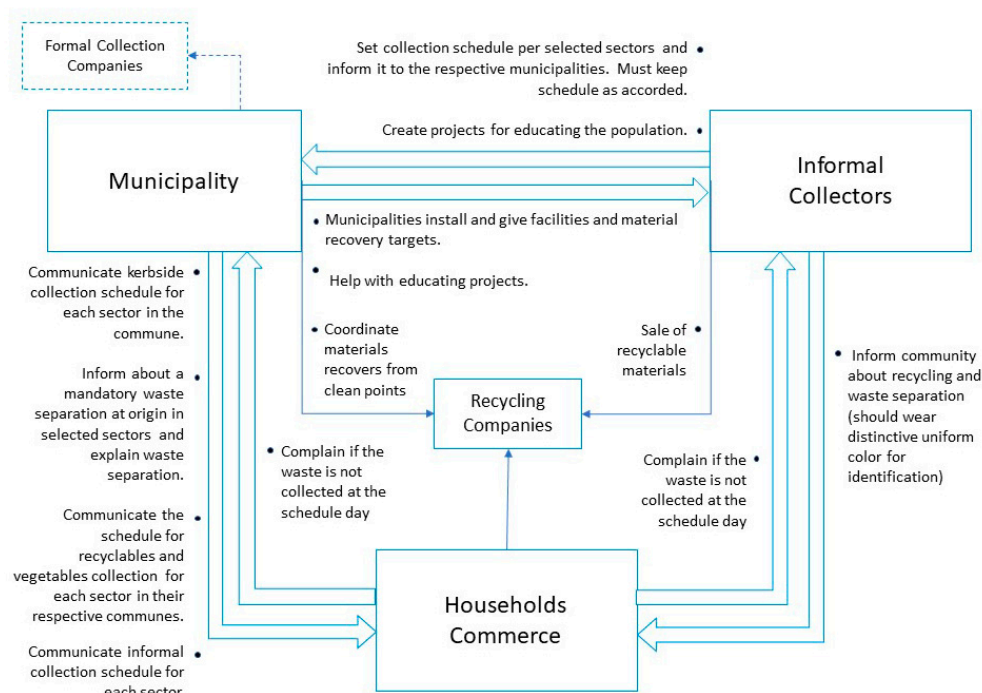 Formal Collection
Companies
Set collection schedule per selected sectors and
inform it to the respective municipalities. Must keep
schedule as accorded.
Create projects for educating the population.
Municipality
Informal
Collectors
Municipalities install and give facilities and material
recovery targets.
Help with educating projects.
Communicate kerbside
collection schedule for
each sector in the
commune.
Inform about a
mandatory waste
separation at origin in
selected sectors and
explain waste
separation.
Communicate the
schedule for
recyclables and
vegetables collection for
each sector in their
respective communes.
Communicate informal
collection schedule for
each sector
Coordinate
materials
recovers from
clean points
Sale of
recyclable
materials
Recycling
Companies
Inform community
about recycling and
waste separation
(should wear
distinctive uniform
color for
identification)
Complain if the
waste is not
collected at the
schedule day
Complain if the
waste is not
collected at the
schedule day
Households
Commerce